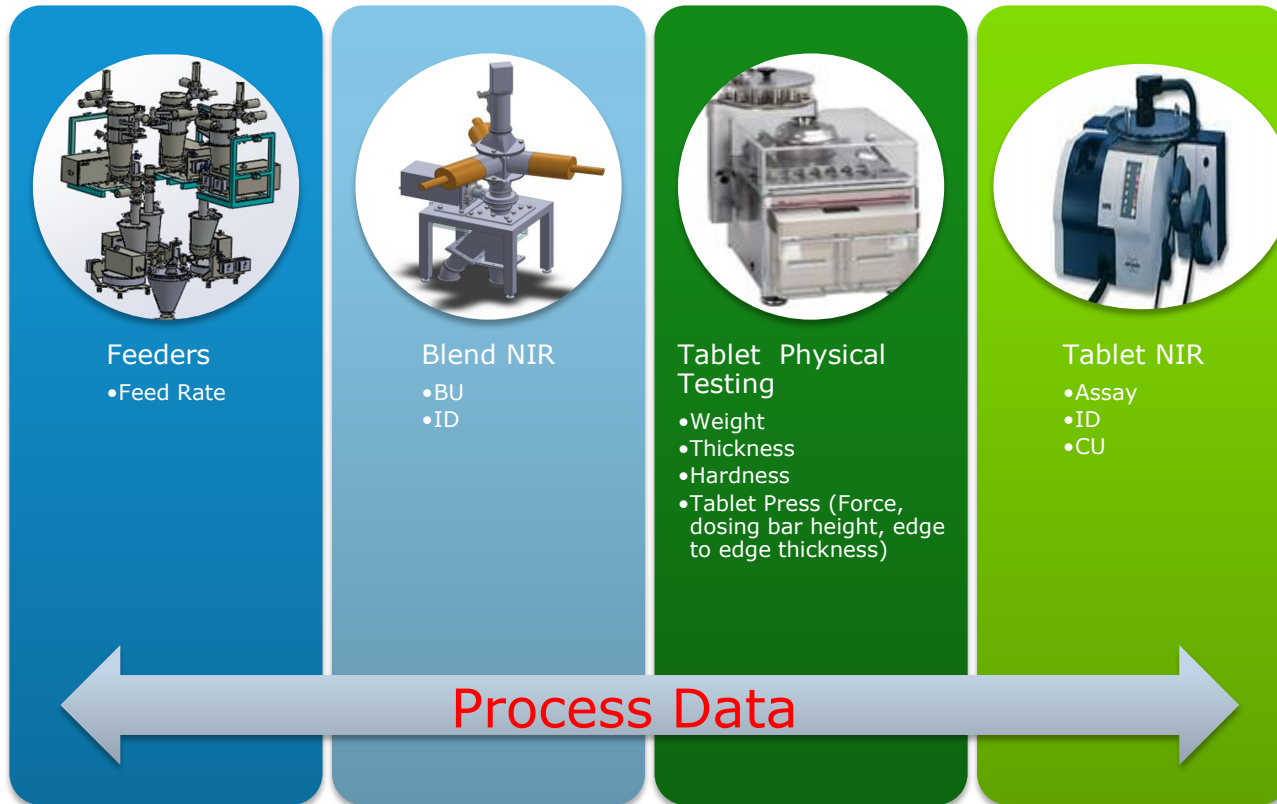 Feeders
•Feed Rate
Blend NIR
•BU
•ID
Tablet Physical
Testing
•Weight
•Thickness
•Hardness
•Tablet Press (Force,
dosing bar height, edge
to edge thickness)
Tablet NIR
•Assay
•ID
•CU
Process Data